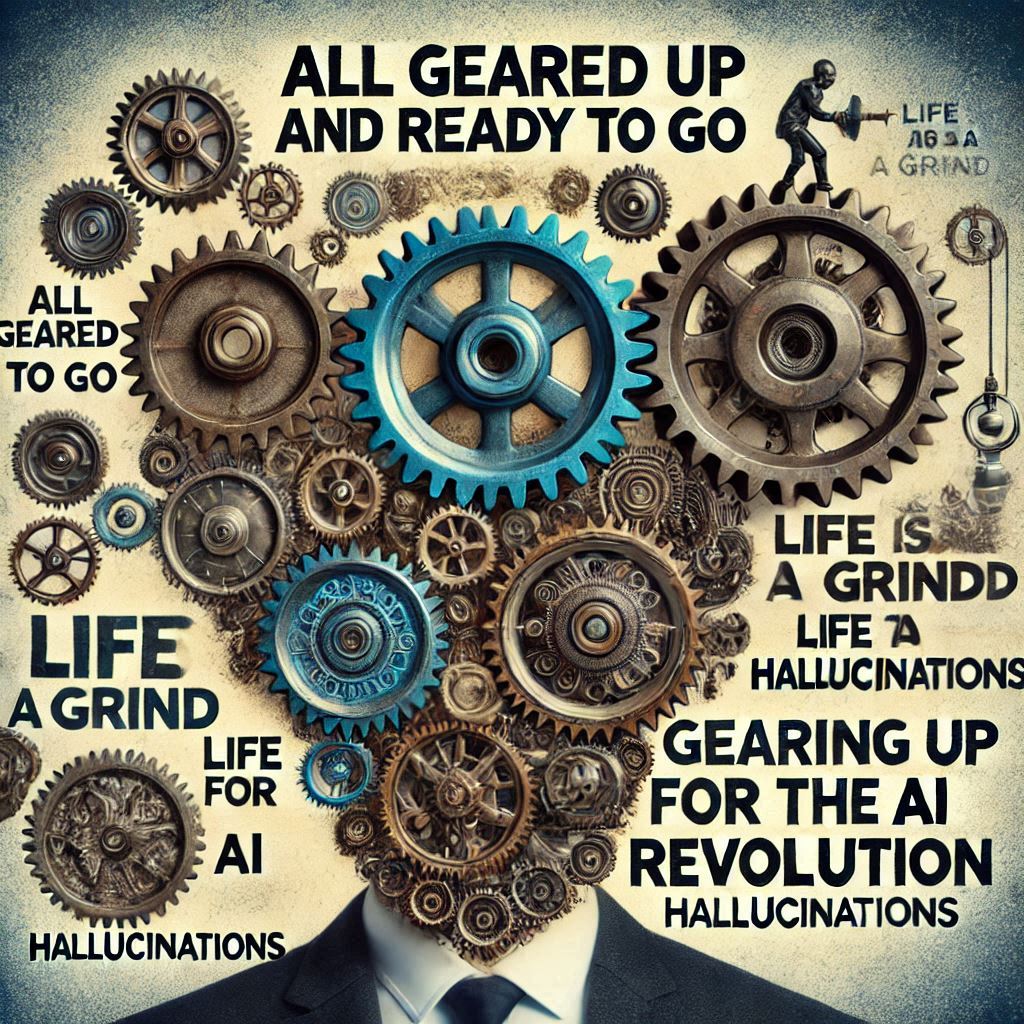 ALL GEARED UP
AND READY TO GO
LIFE
A GRIND
ALL
GEARED
TO GO
LIFE IS
A GRINDD
LIFE
HALLUCINATIONS
LIFE
A GRIND
LIFE
FOR
AI
HALLUCINATIONS
GEARING UP
FOR THE AI
REVOLUTION
HALLUCINATIONS